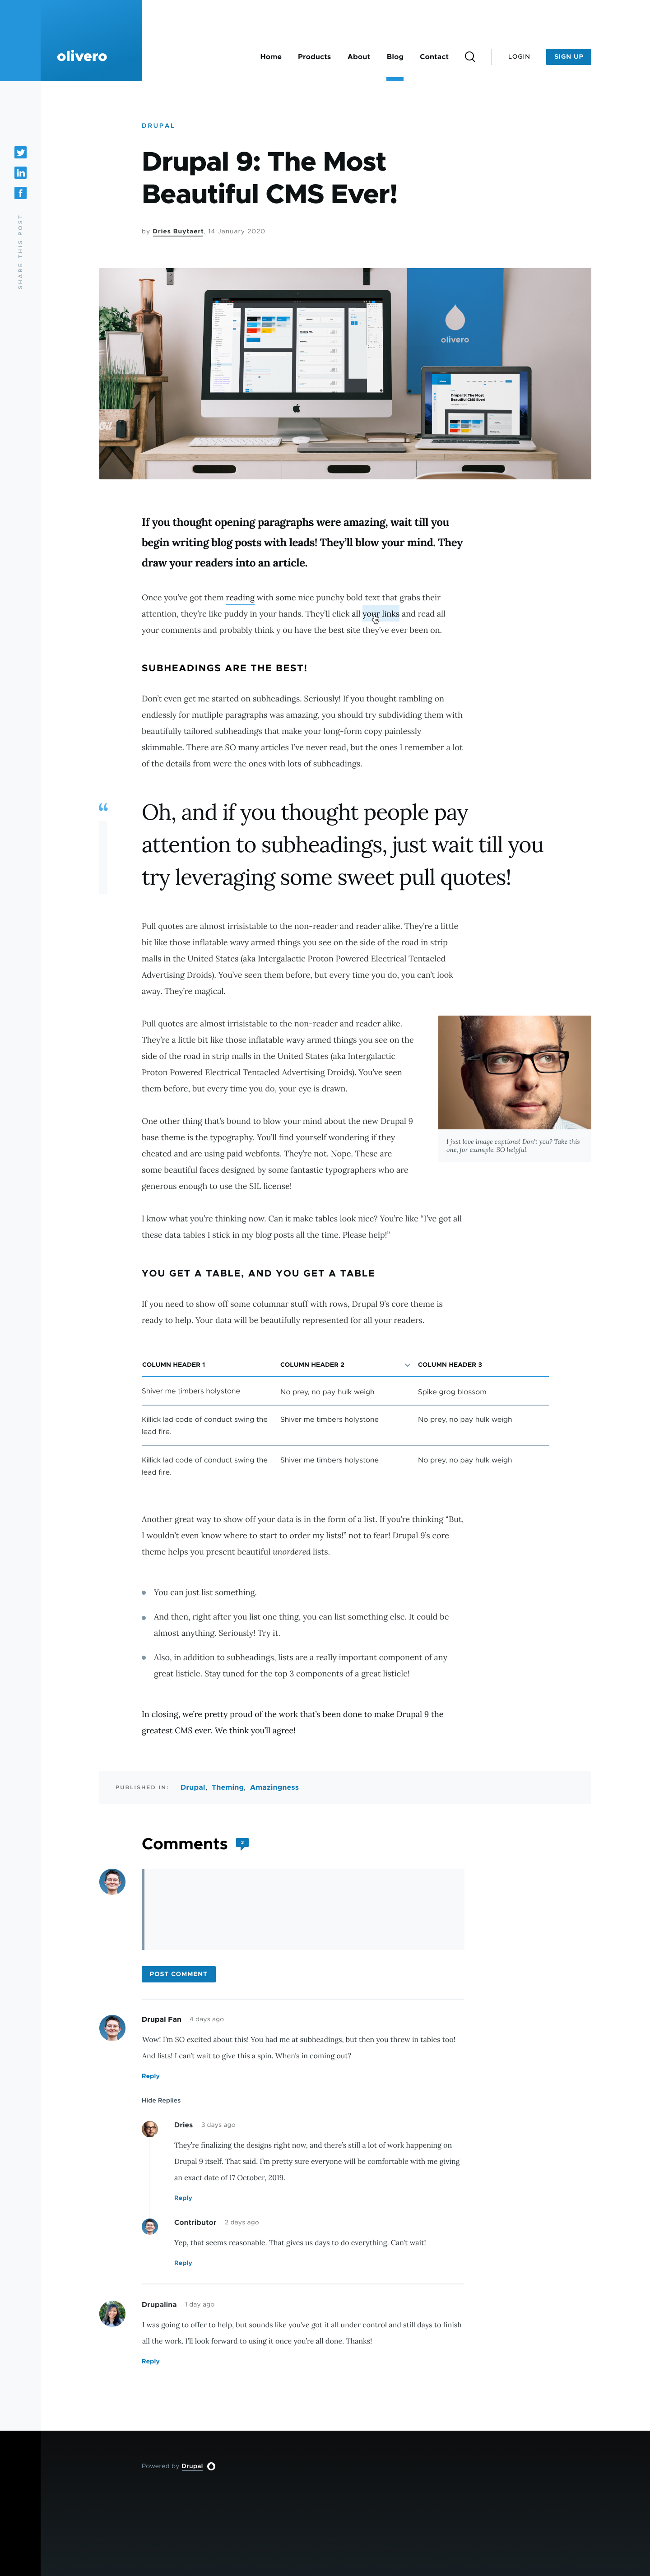 olivero
Home Products About Blog Contact LOGIN SIGN UP
SHARE THIS POST
DRUPAL
Drupal 9: The Most
Beautiful CMS Ever!
by Dries Buytaert, 14 January 2020
olivero
Drupal 9: The Most
Beautiful CMS Ever!
If you thought opening paragraphs were amazing, wait till you
begin writing blog posts with leads! They’ll blow your mind. They
draw your readers into an article.
Once you’ve got them reading with some nice punchy bold text that grabs their
attention, they’re like puddy in your hands. They’ll click all your links and read all
your comments and probably think y ou have the best site they’ve ever been on.
SUBHEADINGS ARE THE BEST!
Don’t even get me started on subheadings. Seriously! If you thought rambling on
endlessly for mutliple paragraphs was amazing, you should try subdividing them with
beautifully tailored subheadings that make your long-form copy painlessly
skimmable. There are SO many articles I’ve never read, but the ones I remember a lot
of the details from were the ones with lots of subheadings.
“
Oh, and if you thought people pay
attention to subheadings, just wait till you
try leveraging some sweet pull quotes!
Pull quotes are almost irrisistable to the non-reader and reader alike. They’re a little
bit like those inflatable wavy armed things you see on the side of the road in strip
malls in the United States (aka Intergalactic Proton Powered Electrical Tentacled
Advertising Droids). You’ve seen them before, but every time you do, you can’t look
away. They’re magical.
Pull quotes are almost irrisistable to the non-reader and reader alike.
They’re a little bit like those inflatable wavy armed things you see on the
side of the road in strip malls in the United States (aka Intergalactic
Proton Powered Electrical Tentacled Advertising Droids). You’ve seen
them before, but every time you do, your eye is drawn.
I just love image captions! Don’t you? Take this
one, for example. SO helpful.
One other thing that’s bound to blow your mind about the new Drupal 9
base theme is the typography. You’ll find yourself wondering if they
cheated and are using paid webfonts. They’re not. Nope. These are
some beautiful faces designed by some fantastic typographers who are
generous enough to use the SIL license!
I know what you’re thinking now. Can it make tables look nice? You’re like “I’ve got all
these data tables I stick in my blog posts all the time. Please help!”
YOU GET A TABLE, AND YOU GET A TABLE
If you need to show off some columnar stuff with rows, Drupal 9’s core theme is
ready to help. Your data will be beautifully represented for all your readers.
COLUMN HEADER 1 COLUMN HEADER 2 COLUMN HEADER 3
Shiver me timbers holystone No prey, no pay hulk weigh Spike grog blossom
Killick lad code of conduct swing the Shiver me timbers holystone No prey, no pay hulk weigh
lead fire.
Killick lad code of conduct swing the Shiver me timbers holystone No prey, no pay hulk weigh
lead fire.
Another great way to show off your data is in the form of a list. If you’re thinking “But,
I wouldn’t even know where to start to order my lists!” not to fear! Drupal 9’s core
theme helps you present beautiful unordered lists.
You can just list something.
And then, right after you list one thing, you can list something else. It could be
almost anything. Seriously! Try it.
Also, in addition to subheadings, lists are a really important component of any
great listicle. Stay tuned for the top 3 components of a great listicle!
In closing, we’re pretty proud of the work that’s been done to make Drupal 9 the
greatest CMS ever. We think you’ll agree!
PUBLISHED IN: Drupal, Theming, Amazingness
Comments 3
POST COMMENT
Drupal Fan 4 days ago
Wow! I’m SO excited about this! You had me at subheadings, but then you threw in tables too!
And lists! I can’t wait to give this a spin. When’s in coming out?
Reply
Hide Replies
Dries 3 days ago
They’re finalizing the designs right now, and there’s still a lot of work happening on
Drupal 9 itself. That said, I’m pretty sure everyone will be comfortable with me giving
an exact date of 17 October, 2019.
Reply
Contributor 2 days ago
Yep, that seems reasonable. That gives us days to do everything. Can’t wait!
Reply
Drupalina 1 day ago
I was going to offer to help, but sounds like you’ve got it all under control and still days to finish
all the work. I’ll look forward to using it once you’re all done. Thanks!
Reply
Powered by Drupal